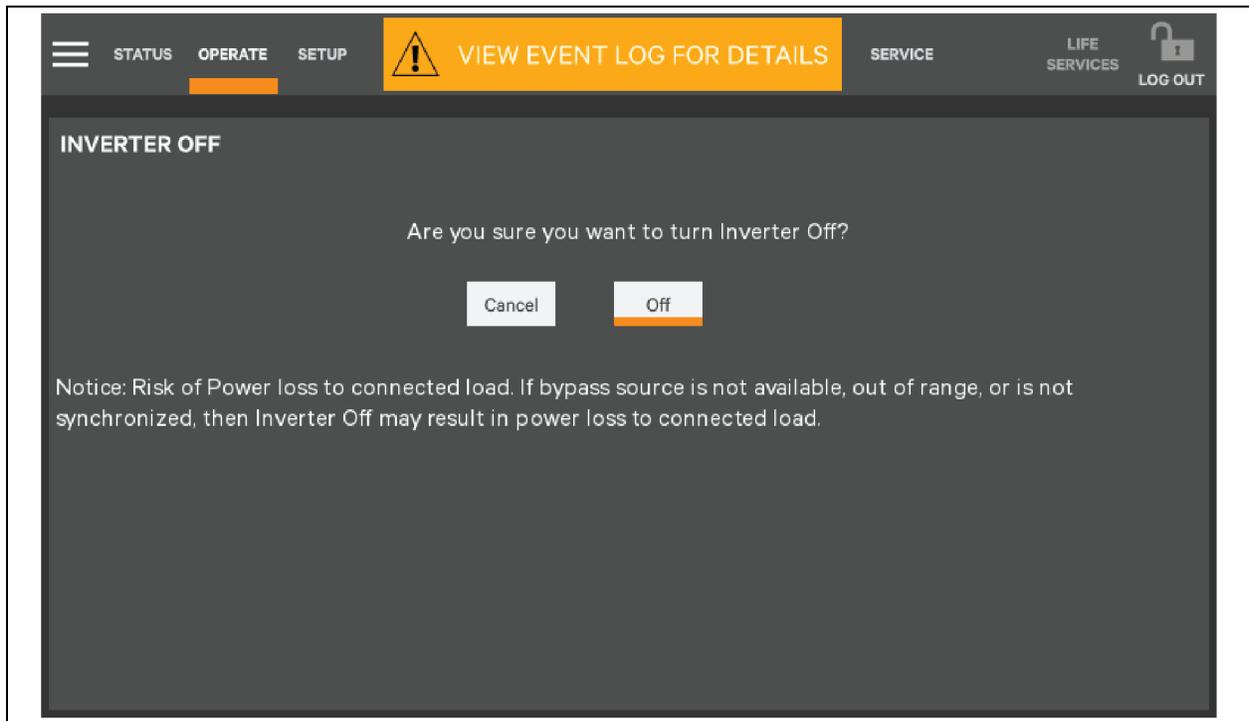 STATUS OPERATE SETUP VIEW EVENT LOG FOR DETAILS SERVICE LIFE SERVICES LOG OUT
INVERTER OFF
Are you sure you want to turn Inverter Off?
Cancel Off
Notice: Risk of Power loss to connected load. If bypass source is not available, out of range, or is not
synchronized, then Inverter Off may result in power loss to connected load.